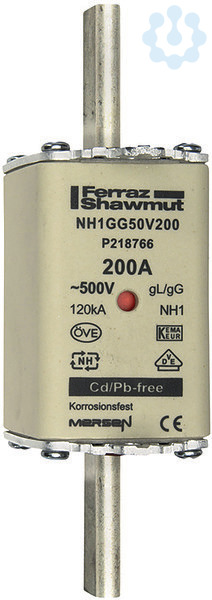 Ferraz
Shawmut
NH1GG50V200
P218766
200A
~500V gL/gG
120kA NH1
ÖVE KEMA
KEUR
NH VDE
Cd/Pb-free
Korrosionsfest
MERSEN CE